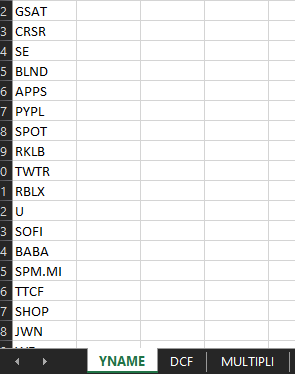 2 GSAT
3 CRSR
4 SE
5 BLND
6 APPS
7 PYPL
8 SPOT
9 RKLB
0 TWTR
1 RBLX
2 U
3 SOFI
4 BABA
5 SPM.MI
6 TTCF
7 SHOP
8 JWN
YNAME DCF MULTIPLI